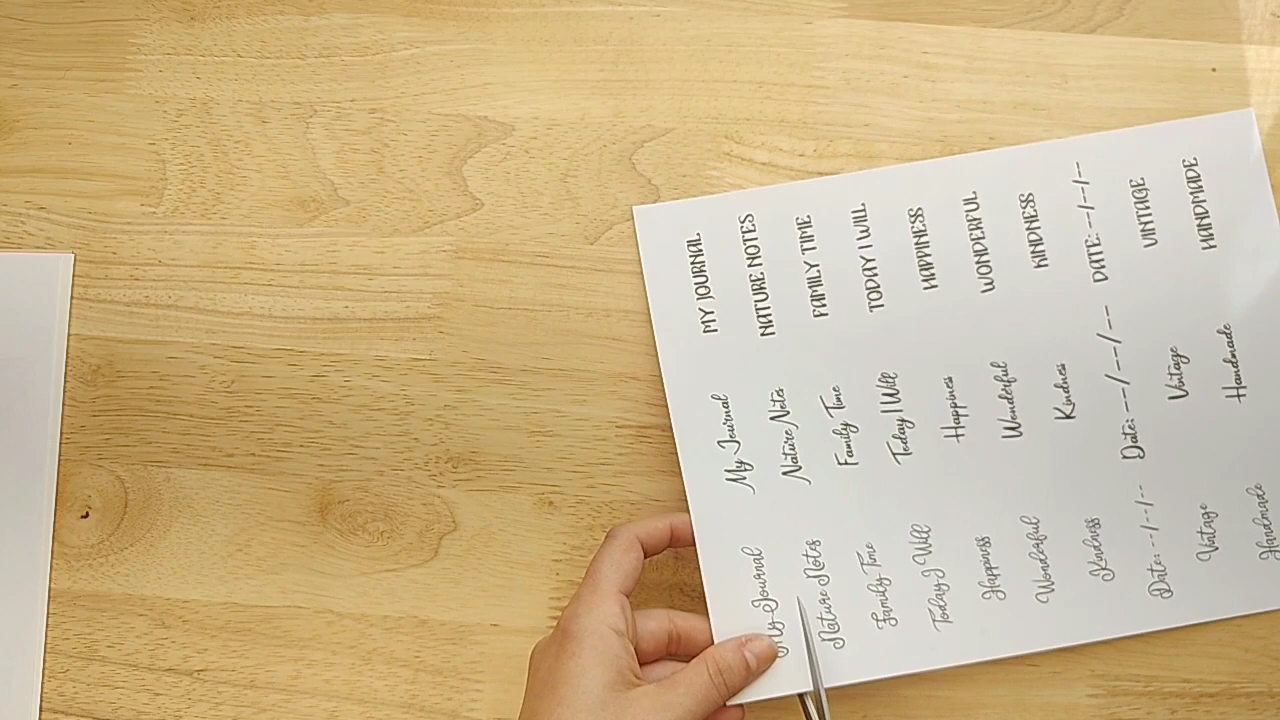 My Journal My Journal MY JOURNAL
Nature Notes Nature Notes NATURE NOTES
Family Time Family Time FAMILY TIME
Today I Will Today I Will TODAY I WILL
Happiness Happiness HAPPINESS
Wonderful Wonderful WONDERFUL
Kindness Kindness KINDNESS
Date: --/--/-- Date: --/--/-- DATE: --/--/--
Vintage Vintage VINTAGE
Handmade Handmade HANDMADE